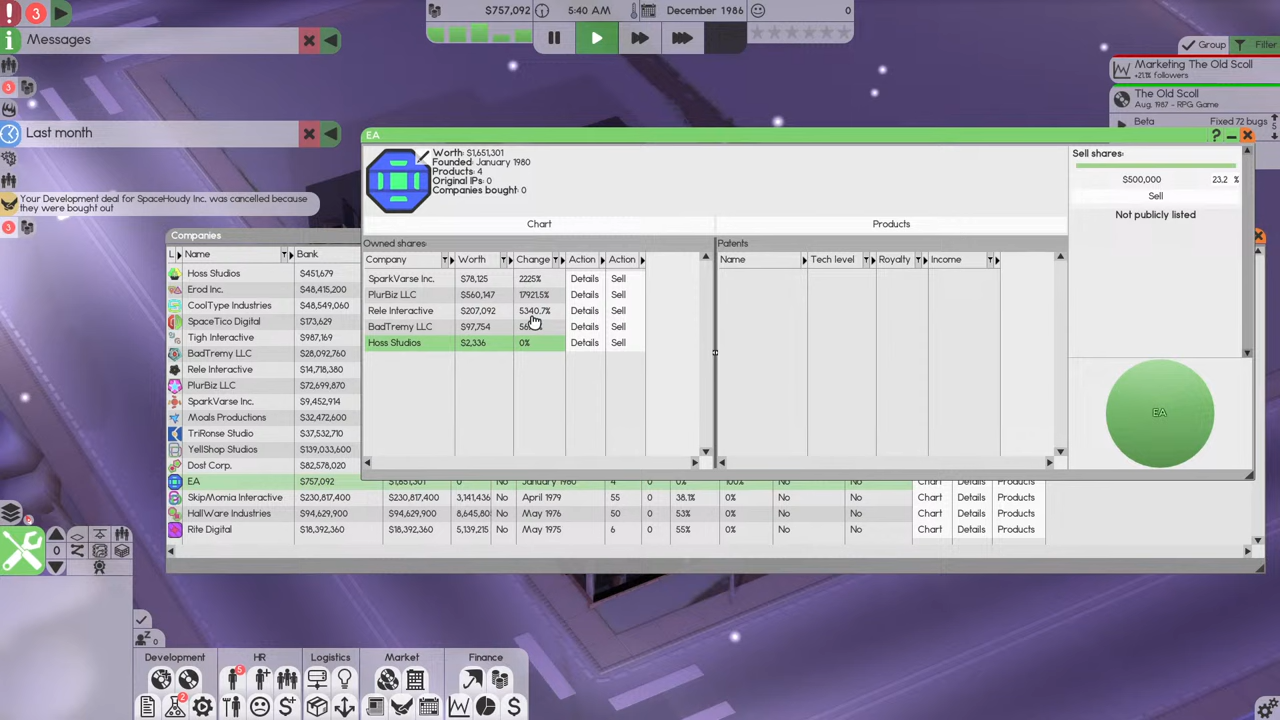 3
$757,092
5:40 AM
December 1986
0
Messages
Group
Filter
Marketing The Old Scoll
+21.1% followers
The Old Scoll
Aug. 1987 - RPG Game
Beta
Fixed 72 bugs
3
Last month
Your Development deal for SpaceHoudy Inc. was cancelled because
they were bought out
3
EA
Worth: $1,651,301
Founded: January 1980
Products: 4
Original IPs: 0
Companies bought: 0
Sell shares:
$500,000 23.2 %
Sell
Not publicly listed
Chart
Products
Owned shares:
Company Worth Change Action Action
SparkVarse Inc. $78,125 2225% Details Sell
PlurBiz LLC $560,147 17921.5% Details Sell
Rele Interactive $207,092 5340.7% Details Sell
BadTremy LLC $97,754 Details Sell
Hoss Studios $2,336 0% Details Sell
Patents
Name Tech level Royalty Income
EA
Companies
L Name Bank
Hoss Studios $451,679
Erod Inc. $48,415,200
CoolType Industries $48,549,060
SpaceTico Digital $173,629
Tigh Interactive $987,169
BadTremy LLC $28,092,760
Rele Interactive $14,718,380
PlurBiz LLC $72,699,870
SparkVarse Inc. $9,452,914
Moals Productions $32,472,600
TriRonse Studio $37,532,710
YellShop Studios $139,033,600
Dost Corp. $82,578,020
EA $757,092 $1,651,301 0 No January 1980 4 0 0% 100% No No Chart Details Products
SkipMomia Interactive $230,817,400 $230,817,400 3,141,436 No April 1979 55 0 38.1% 0% No No Chart Details Products
HallWare Industries $94,629,900 $94,629,900 8,645,80 No May 1976 50 0 53% 0% No No Chart Details Products
Rite Digital $18,392,360 $18,392,360 5,139,215 No May 1975 6 0 55% 0% No No Chart Details Products
0
0
Development
HR
Logistics
Market
Finance
5
2